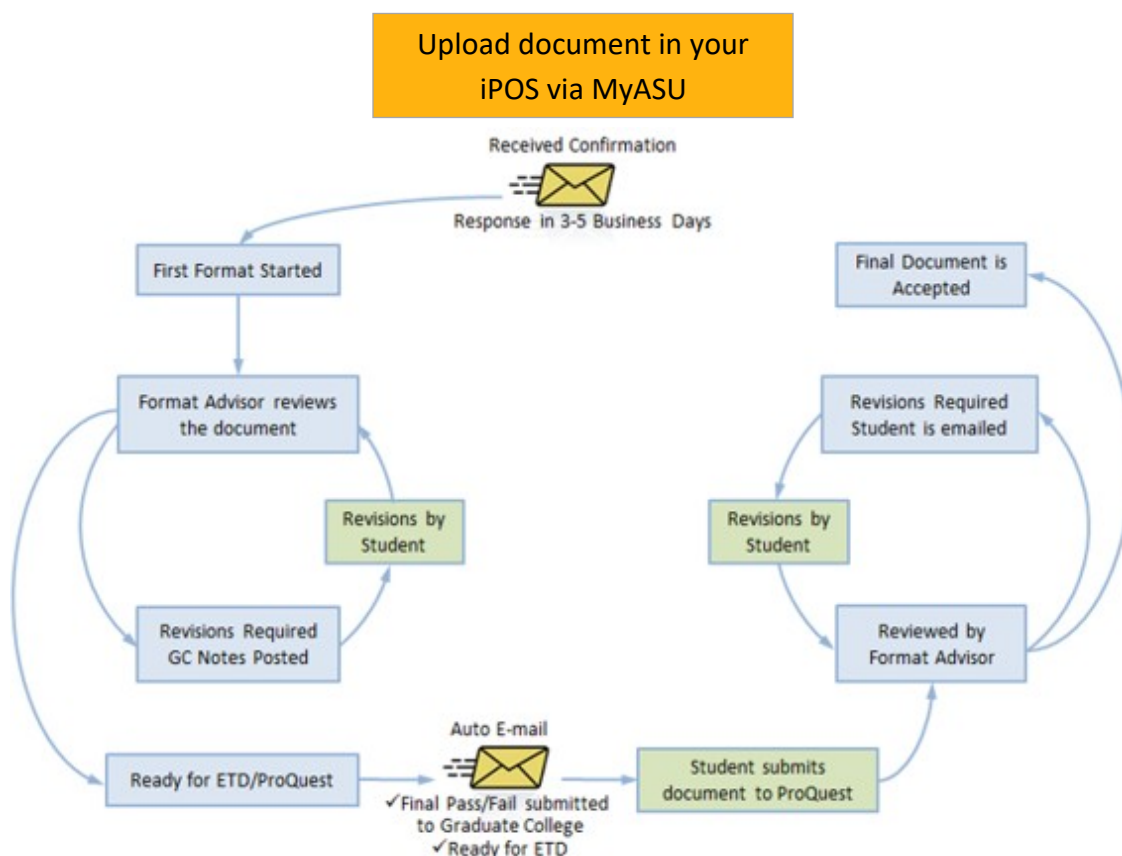 Upload document in your
iPOS via MyASU
Received Confirmation
Response in 3-5 Business Days
First Format Started
Format Advisor reviews
the document
Revisions by
Student
Revisions Required
GC Notes Posted
Ready for ETD/ProQuest
Auto E-mail
✓Final Pass/Fail submitted
to Graduate College
✓Ready for ETD
Student submits
document to ProQuest
Reviewed by
Format Advisor
Revisions Required
Student is emailed
Revisions by
Student
Final Document is
Accepted